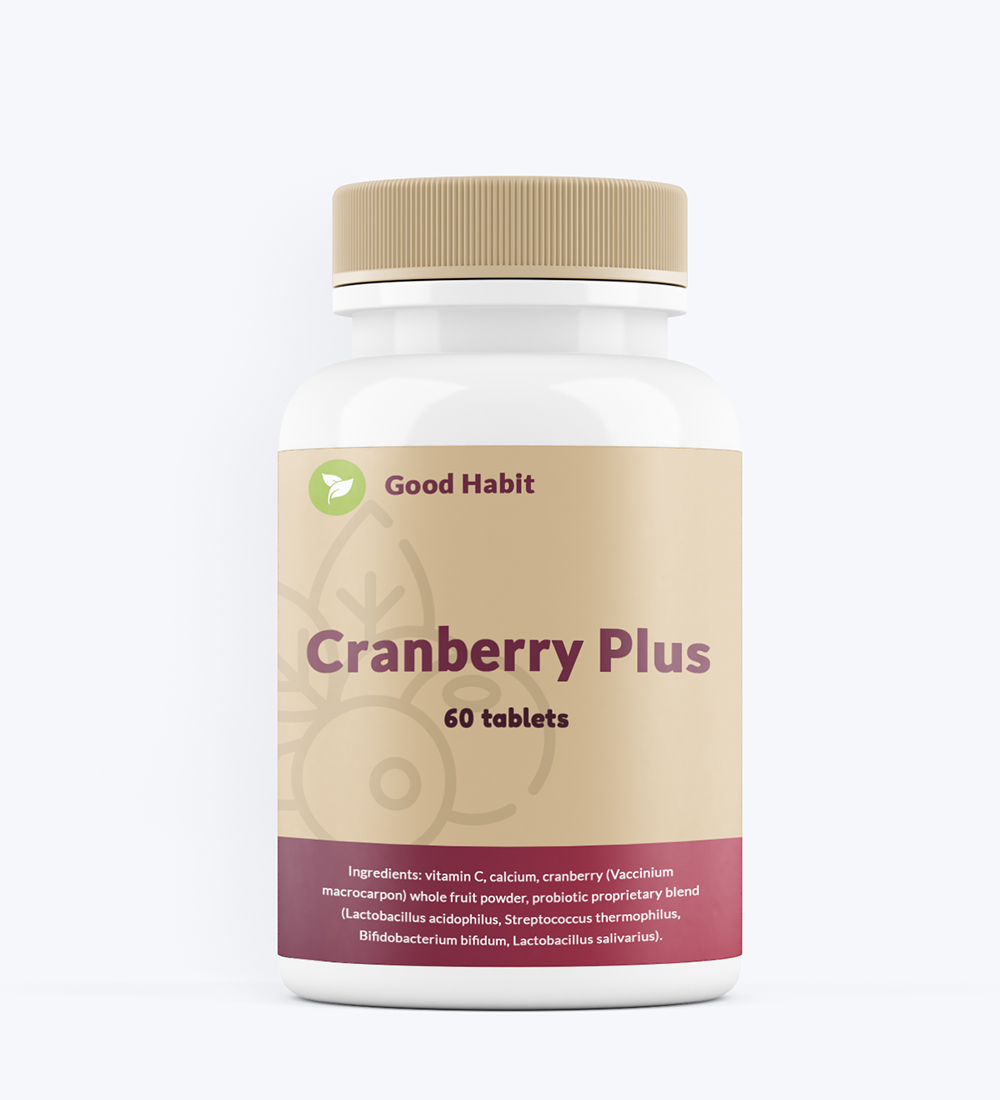 Good Habit
Cranberry Plus
60 tablets
Ingredients: vitamin C, calcium, cranberry (Vaccinium
macrocarpon) whole fruit powder, probiotic proprietary blend
(Lactobacillus acidophilus, Streptococcus thermophilus,
Bifidobacterium bifidum, Lactobacillus salivarius).